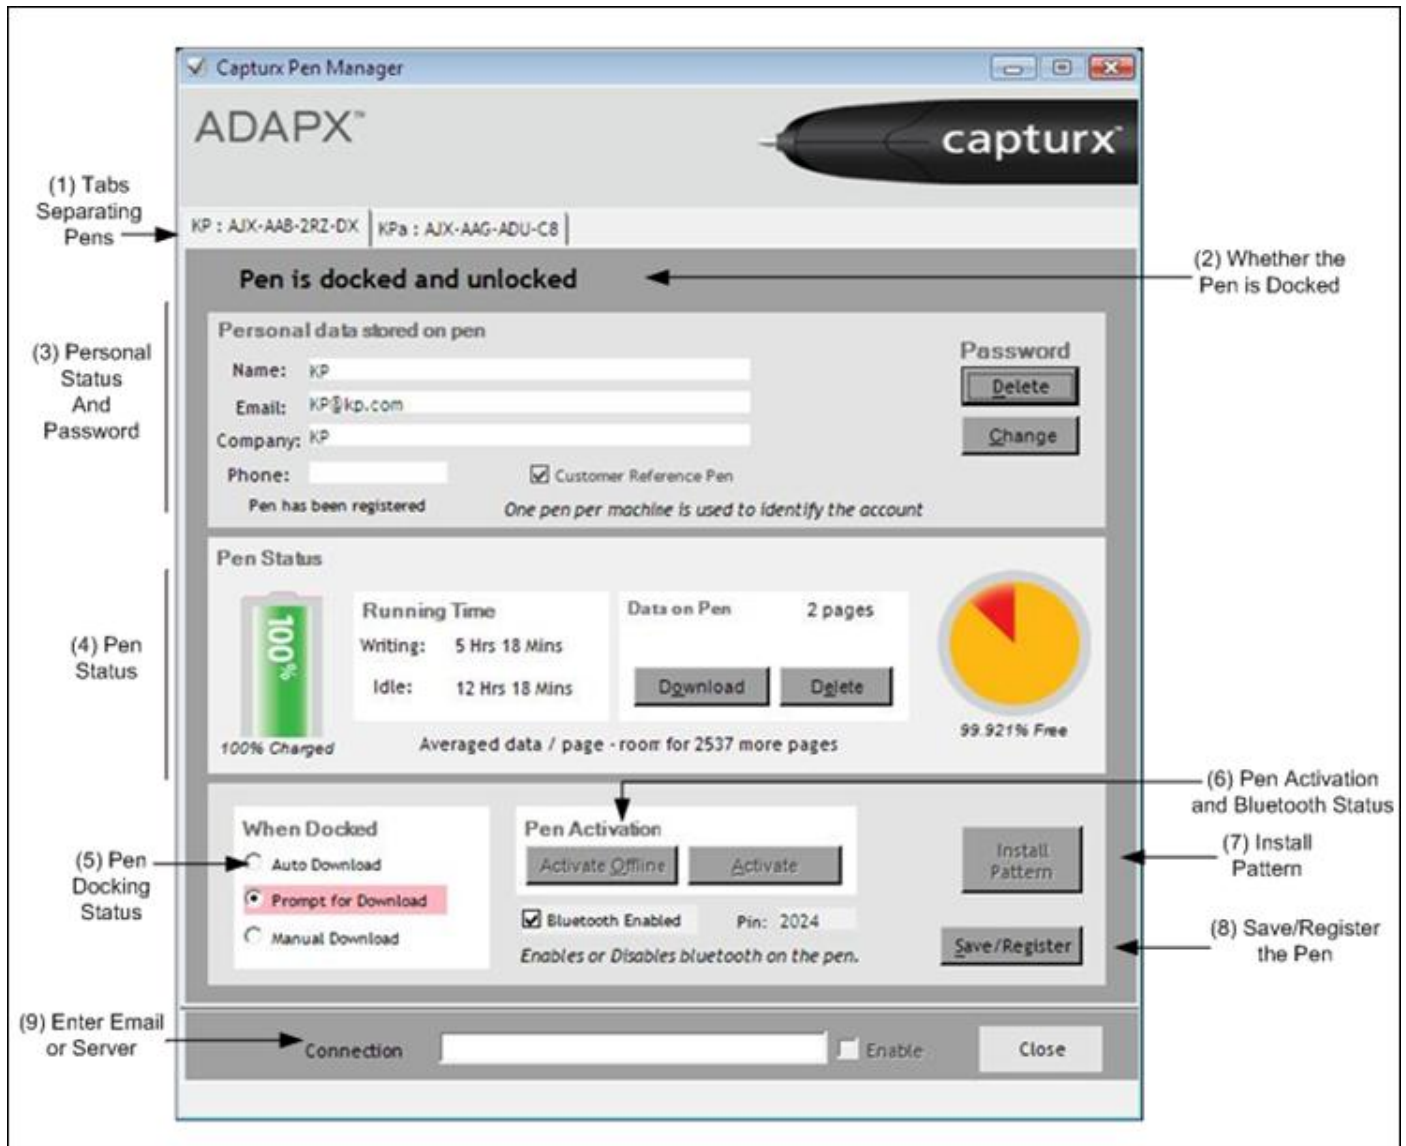 Capturx Pen Manager
ADAPX™
capturx™
(1) Tabs
Separating
Pens
KP : AJX-AAB-2RZ-DX
KPa : AJX-AAG-ADU-C8
Pen is docked and unlocked
(2) Whether the
Pen is Docked
(3) Personal
Status
And
Password
Personal data stored on pen
Name: KP
Email: KP@kp.com
Company: KP
Phone:
Customer Reference Pen
Pen has been registered
One pen per machine is used to identify the account
Password
Delete
Change
(4) Pen
Status
Pen Status
100%
100% Charged
Running Time
Writing: 5 Hrs 18 Mins
Idle: 12 Hrs 18 Mins
Data on Pen 2 pages
Download Delete
99.921% Free
Averaged data / page - room for 2537 more pages
(5) Pen
Docking
Status
When Docked
Auto Download
Prompt for Download
Manual Download
(6) Pen Activation
and Bluetooth Status
Pen Activation
Activate Offline Activate
Bluetooth Enabled Pin: 2024
Enables or Disables bluetooth on the pen.
Install
Pattern
(7) Install
Pattern
Save/Register
(8) Save/Register
the Pen
(9) Enter Email
or Server
Connection
Enable
Close